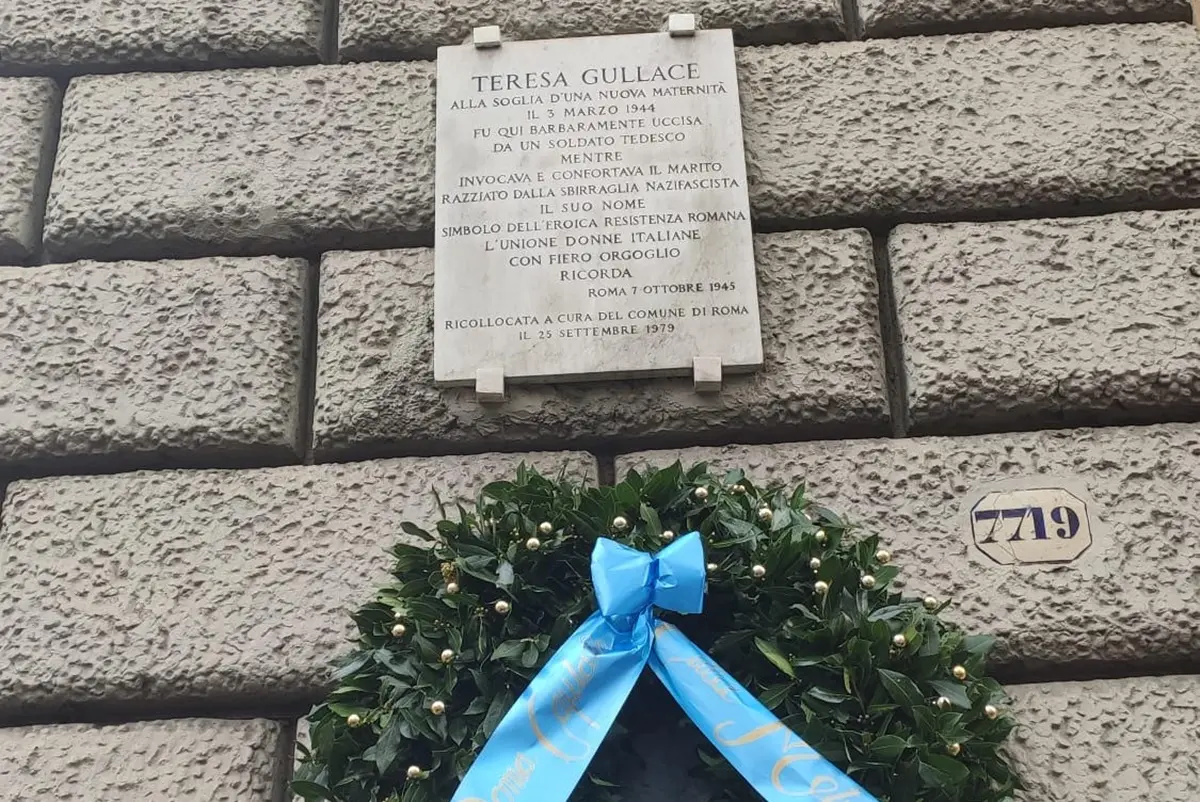 TERESA GULLACE
ALLA SOGLIA D'UNA NUOVA MATERNITÀ
IL 3 MARZO 1944
FU QUI BARBARAMENTE UCCISA
DA UN SOLDATO TEDESCO
MENTRE
INVOCAVA E CONFORTAVA IL MARITO
RAZZIATO DALLA SBIRRAGLIA NAZIFASCISTA
IL SUO NOME
SIMBOLO DELL'EROICA RESISTENZA ROMANA
L'UNIONE DONNE ITALIANE
CON FIERO ORGOGLIO
RICORDA
ROMA 7 OTTOBRE 1945
RICOLLOCATA A CURA DEL COMUNE DI ROMA
IL 25 SETTEMBRE 1979
7719
Roma